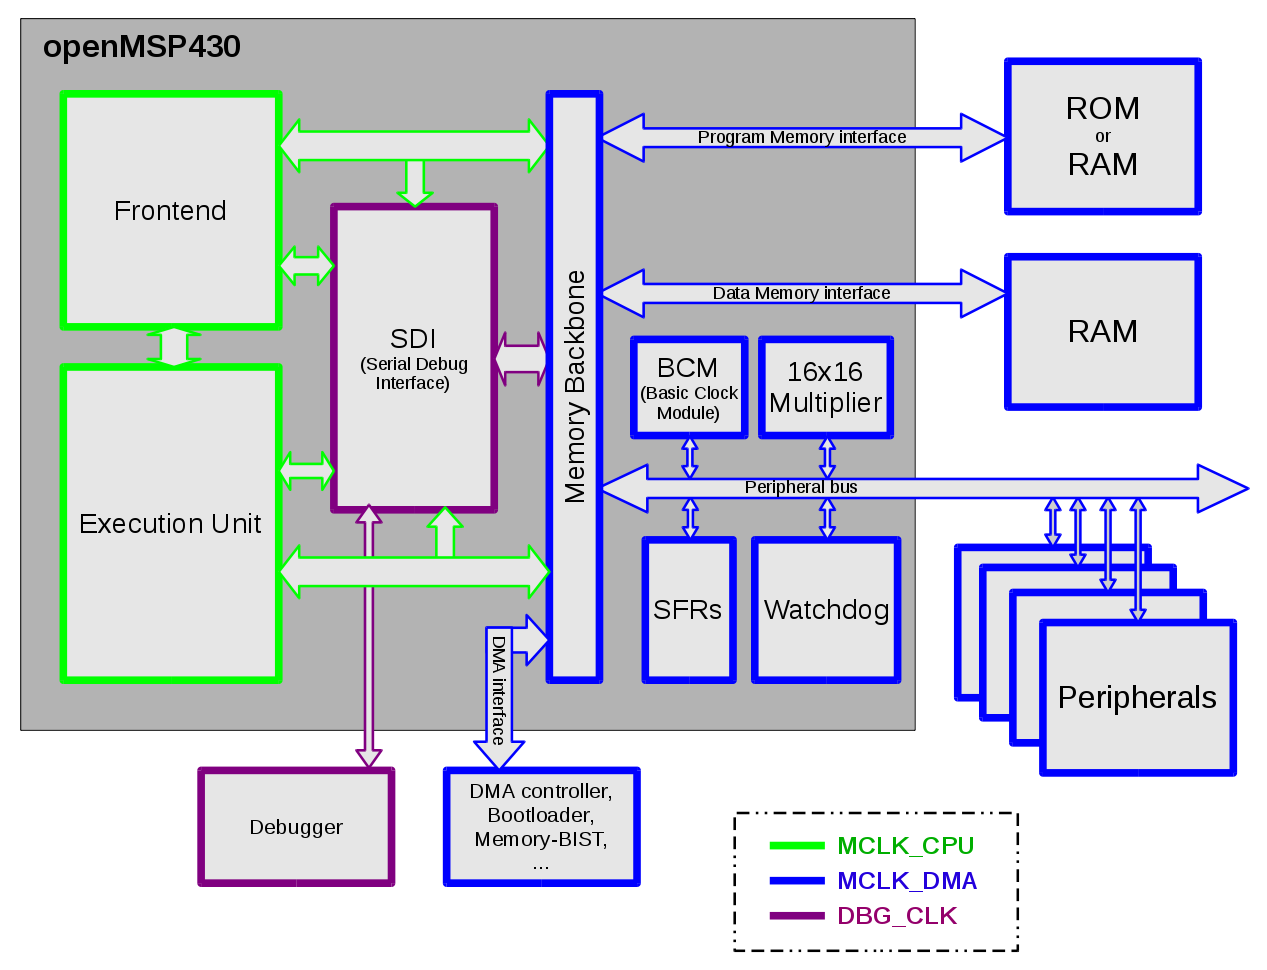 openMSP430
Frontend
Execution Unit
SDI
(Serial Debug
Interface)
Memory Backbone
Program Memory interface
ROM
or
RAM
Data Memory interface
RAM
BCM
(Basic Clock
Module)
16x16
Multiplier
Peripheral bus
SFRs
Watchdog
Peripherals
DMA interface
Debugger
DMA controller,
Bootloader,
Memory-BIST,
...
MCLK_CPU
MCLK_DMA
DBG_CLK